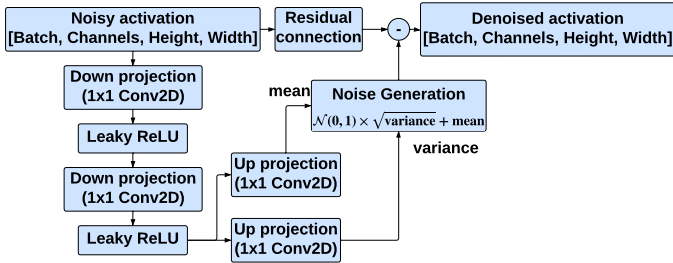 Noisy activation
[Batch, Channels, Height, Width]
Residual
connection
-
Denoised activation
[Batch, Channels, Height, Width]
Down projection
(1x1 Conv2D)
Leaky ReLU
Down projection
(1x1 Conv2D)
Leaky ReLU
Up projection
(1x1 Conv2D)
Up projection
(1x1 Conv2D)
mean
Noise Generation
𝒩(0, 1) × √variance + mean
variance